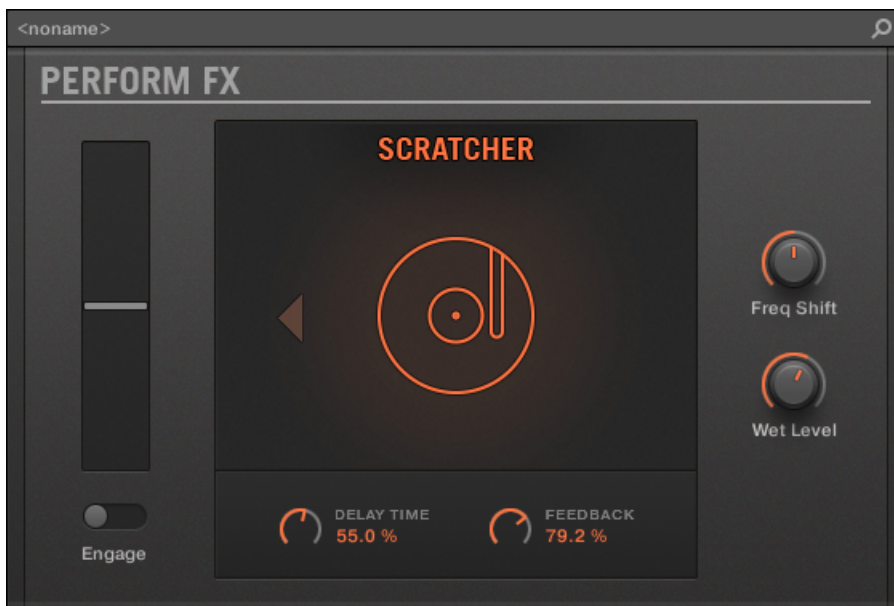 <noname>
PERFORM FX
SCRATCHER
Freq Shift
Wet Level
DELAY TIME
55.0 %
FEEDBACK
79.2 %
Engage